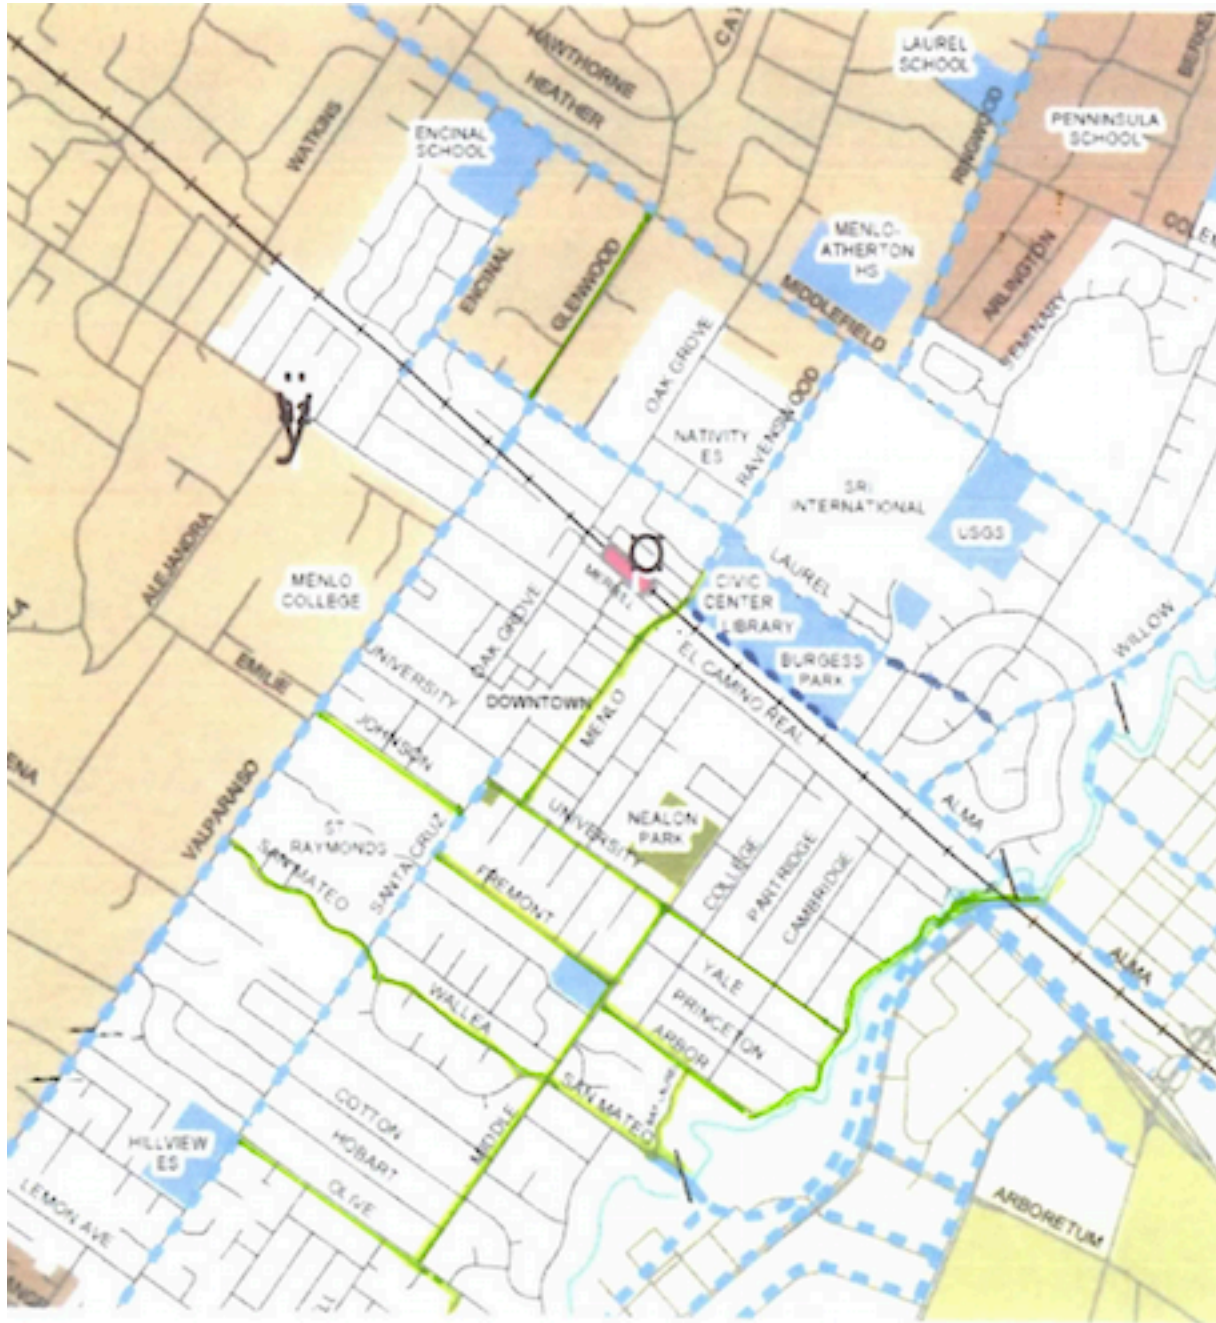 HAWTHORNE
HEATHER
LAUREL
SCHOOL
WATKINS
ENCINAL
SCHOOL
RINGWOOD
PENNINSULA
SCHOOL
MENLO-
ATHERTON
HS
ENCINAL
GLENWOOD
MIDDLEFIELD
ARLINGTON
SEMINARY
OAK GROVE
NATIVITY
ES
RAVENSWOOD
SRI
INTERNATIONAL
USGS
ALEJANDRA
MENLO
COLLEGE
OAK GROVE
MERRILL
CIVIC
CENTER
LIBRARY
LAUREL
WILLOW
BURGESS
PARK
EMILIE
UNIVERSITY
DOWNTOWN
MENLO
EL CAMINO REAL
JOHNSON
ENA
VALPARAISO
ST
RAYMONDS
SANTA CRUZ
UNIVERSITY
NEALON
PARK
ALMA
SAN MATEO
FREMONT
COLLEGE
PARTRIDGE
CAMBRIDGE
WALLEA
YALE
PRINCETON
ARBOR
ALMA
SAN MATEO
COTTON
HOBART
OLIVE
MIDDLE
HILLVIEW
ES
LEMON AVE
ARBORETUM